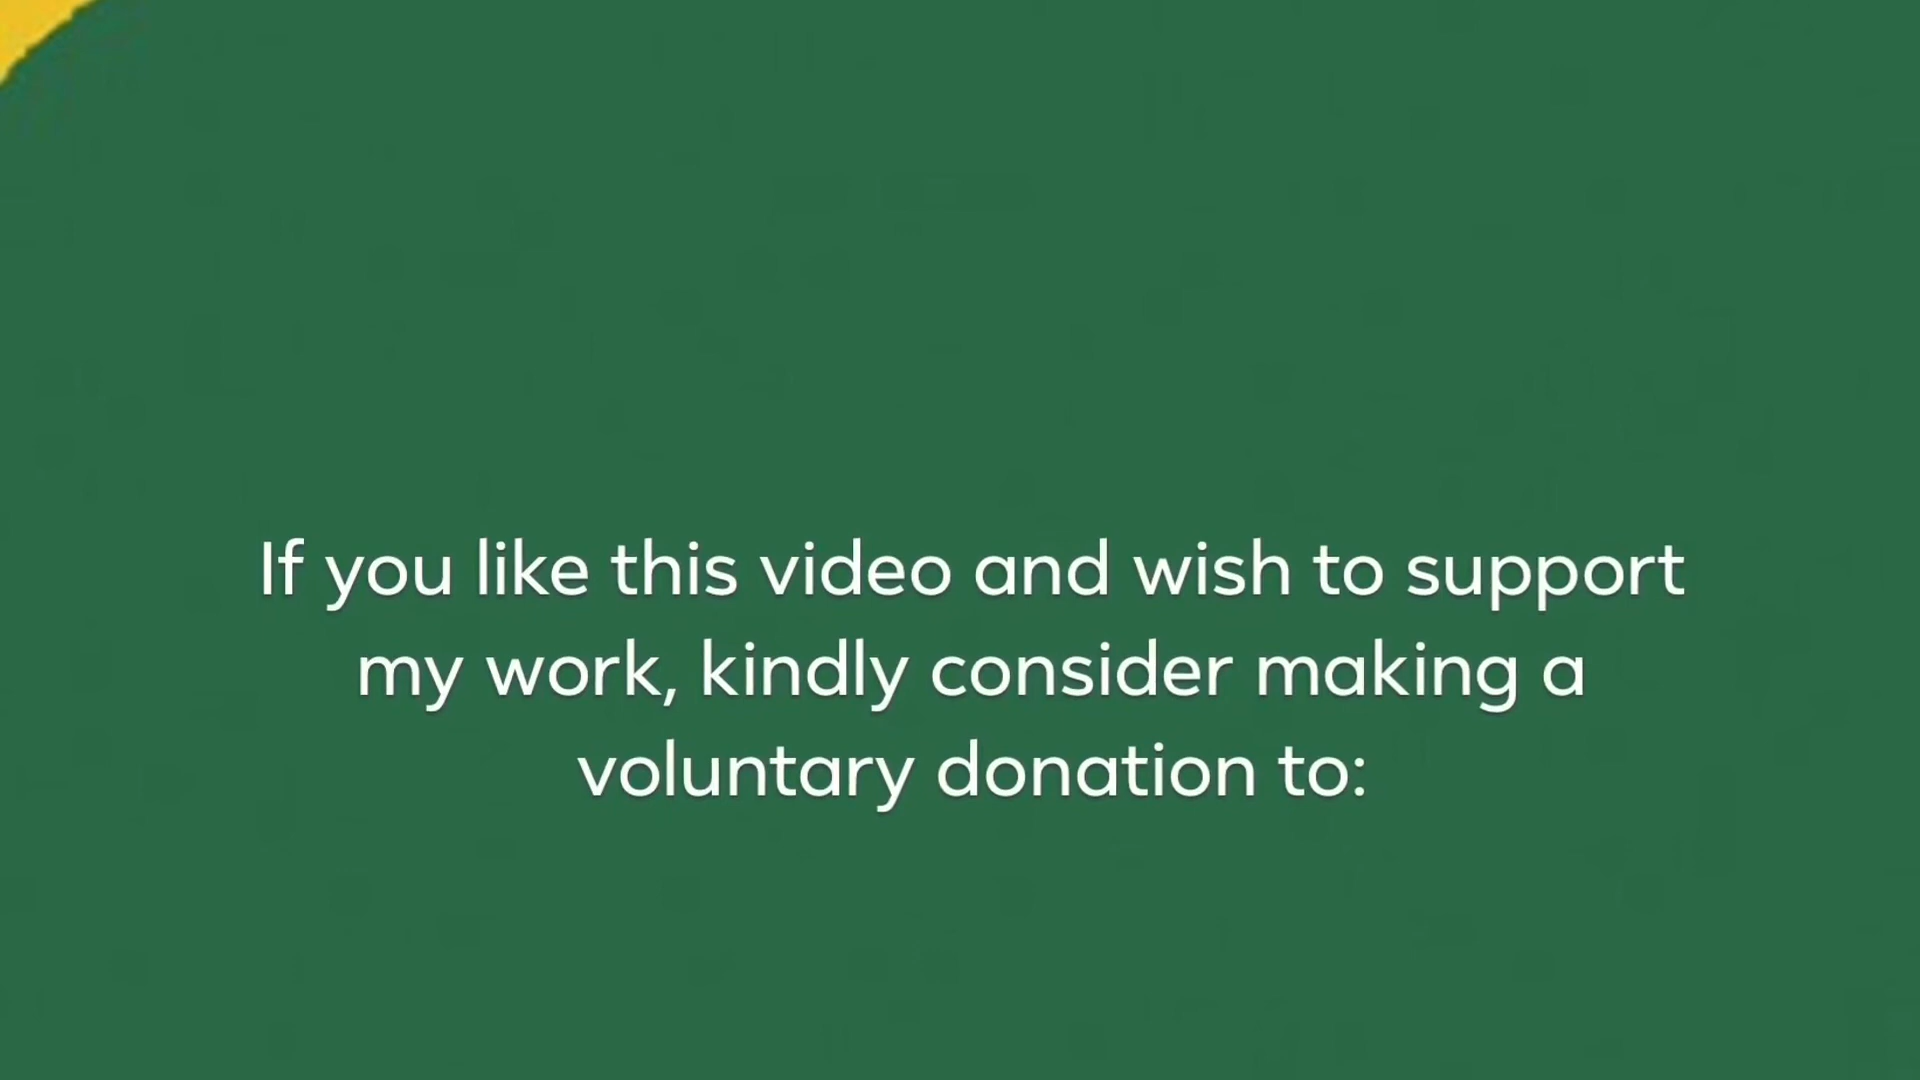 If you like this video and wish to support
my work, kindly consider making a
voluntary donation to: